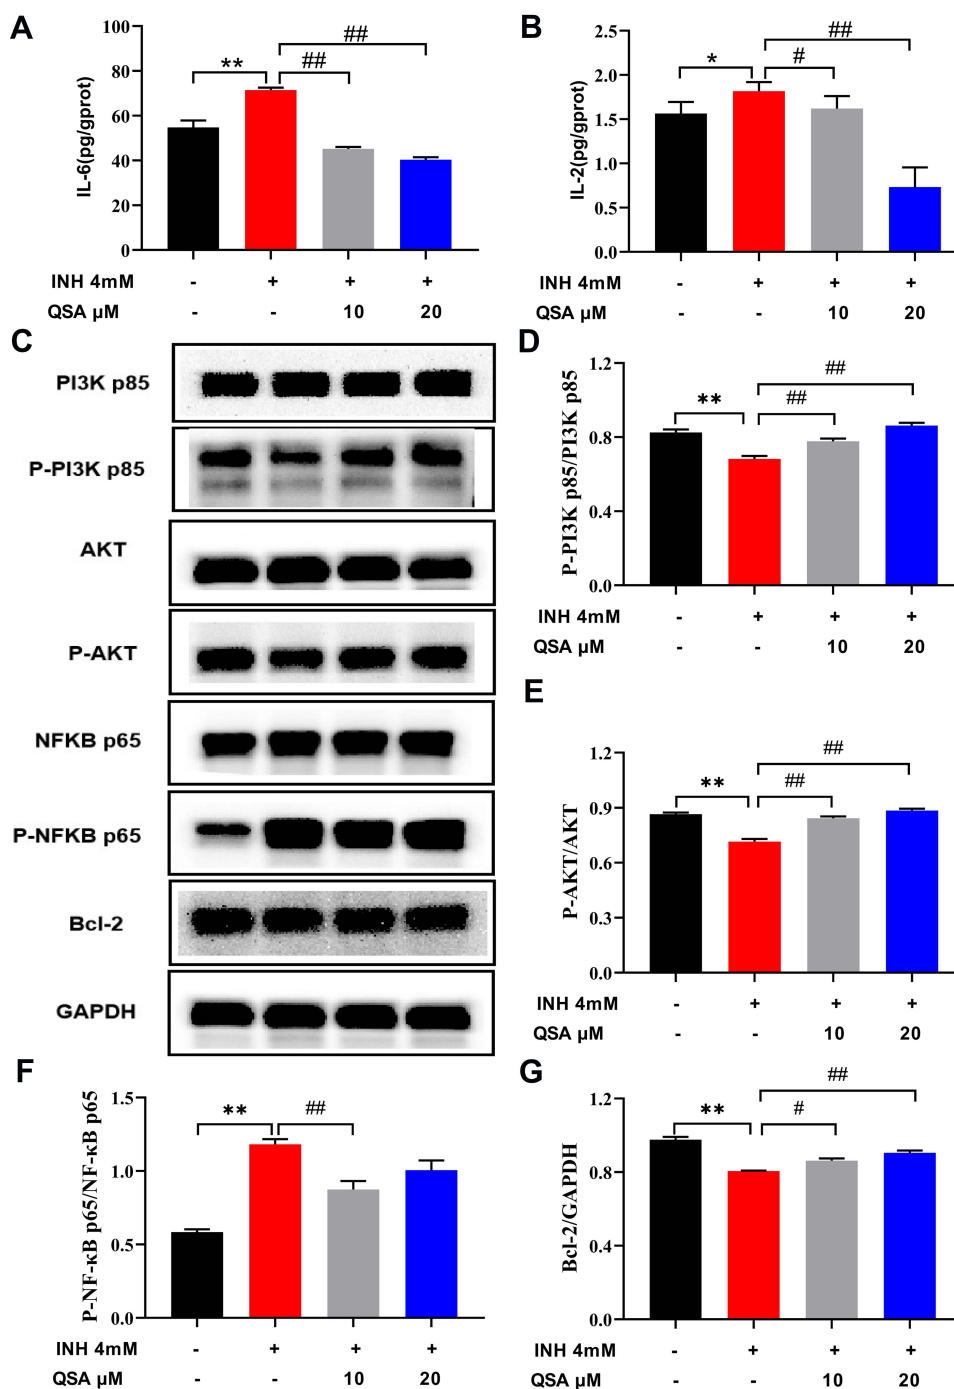 A
100
80
60
40
20
0
IL-6(pg/gprot)
**
##
##
INH 4mM - + + +
QSA μM - - 10 20
B
2.5
2.0
1.5
1.0
0.5
0.0
IL-2(pg/gprot)
*
#
##
INH 4mM - + + +
QSA μM - - 10 20
C
PI3K p85
P-PI3K p85
AKT
P-AKT
NFKB p65
P-NFKB p65
Bcl-2
GAPDH
D
1.2
0.8
0.4
0.0
P-PI3K p85/PI3K p85
**
##
##
INH 4mM - + + +
QSA μM - - 10 20
E
1.2
0.9
0.6
0.3
0.0
P-AKT/AKT
**
##
##
INH 4mM - + + +
QSA μM - - 10 20
F
1.5
1.0
0.5
0.0
P-NF-κB p65/NF-κB p65
**
##
INH 4mM - + + +
QSA μM - - 10 20
G
1.2
0.8
0.4
0.0
Bcl-2/GAPDH
**
#
##
INH 4mM - + + +
QSA μM - - 10 20